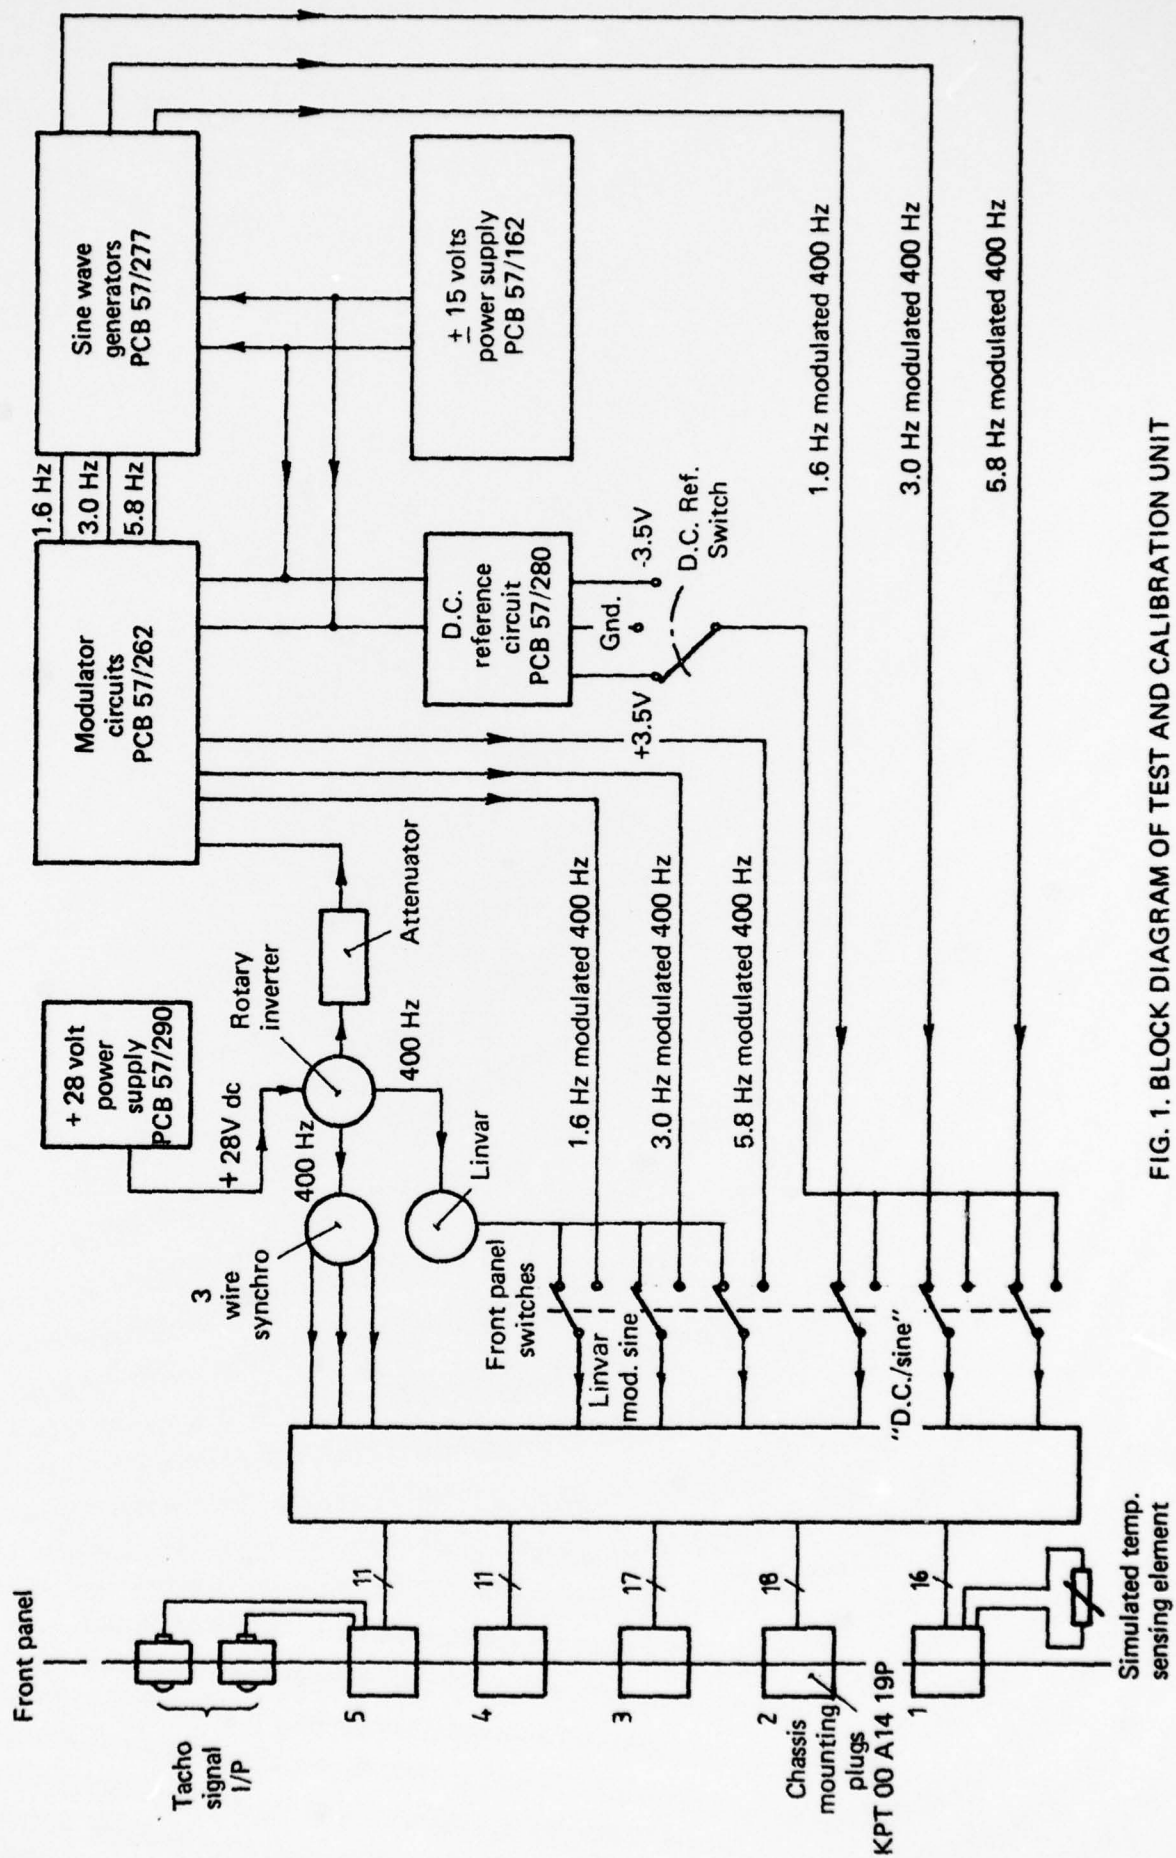 Front panel
Tacho
signal
I/P
5
4
3
2
1
Chassis
mounting
plugs
KPT 00 A14 19P
11
11
17
18
16
Simulated temp.
sensing element
+ 28 volt
power
supply
PCB 57/290
+ 28V dc
Rotary
inverter
400 Hz
400 Hz
Attenuator
3
wire
synchro
Linvar
Front panel
switches
Linvar
mod. sine
"D.C./sine"
Modulator
circuits
PCB 57/262
1.6 Hz
3.0 Hz
5.8 Hz
Sine wave
generators
PCB 57/277
± 15 volts
power supply
PCB 57/162
D.C.
reference
circuit
PCB 57/280
+3.5V
Gnd.
-3.5V
D.C. Ref.
Switch
1.6 Hz modulated 400 Hz
3.0 Hz modulated 400 Hz
5.8 Hz modulated 400 Hz
1.6 Hz modulated 400 Hz
3.0 Hz modulated 400 Hz
5.8 Hz modulated 400 Hz
FIG. 1. BLOCK DIAGRAM OF TEST AND CALIBRATION UNIT